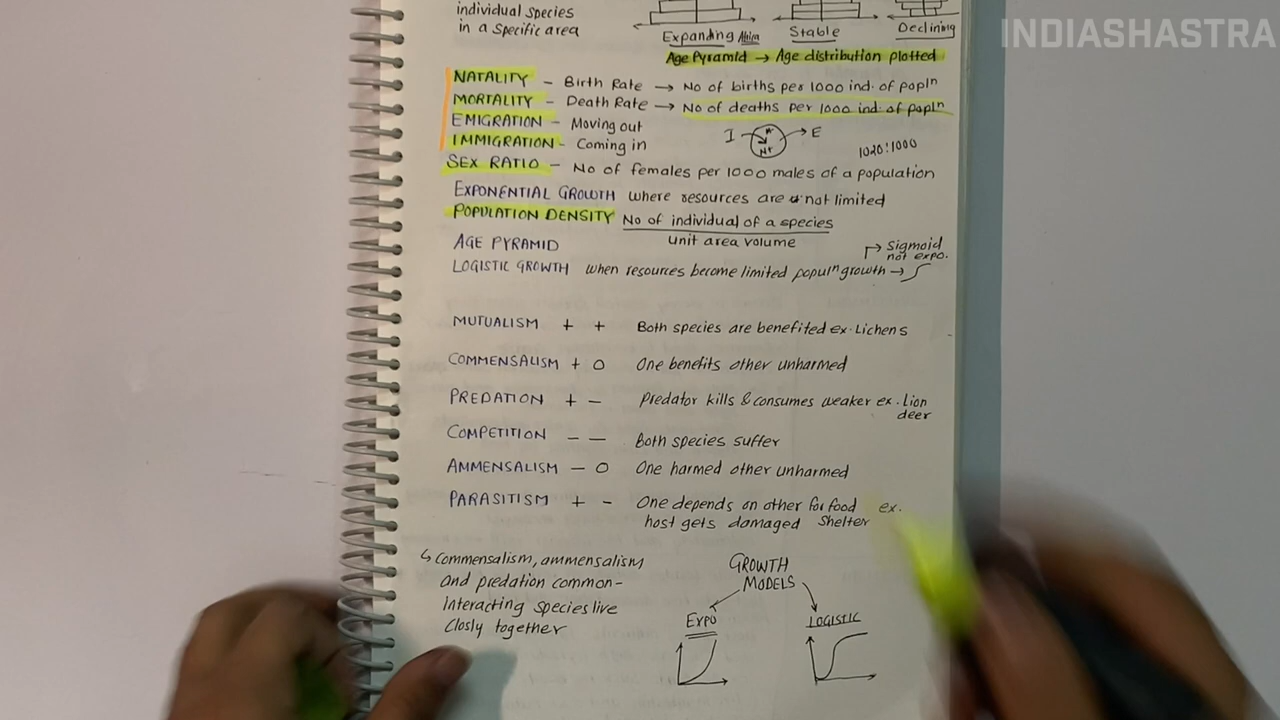 INDIASHASTRA
individual species
in a specific area
Expanding
Stable
Declining
Age Pyramid → Age distribution plotted
NATALITY – Birth Rate → No of births per 1000 ind. of popln
MORTALITY – Death Rate → No of deaths per 1000 ind of popln
EMIGRATION – Moving out
I → E
N+
IMMIGRATION – Coming in
1020:1000
SEX RATIO – No of females per 1000 males of a population
EXPONENTIAL GROWTH where resources are not limited
POPULATION DENSITY No of individual of a species
unit area volume
AGE PYRAMID
Sigmoid
not expo.
LOGISTIC GROWTH when resources become limited populn growth →
MUTUALISM + + Both species are benefited ex. Lichens
COMMENSALISM + O One benefits other unharmed
PREDATION + – Predator kills & consumes weaker ex. Lion
deer
COMPETITION – – Both species suffer
AMMENSALISM – O One harmed other unharmed
PARASITISM + – One depends on other for food ex.
host gets damaged Shelter
↳ Commensalism, ammensalism
and predation common –
Interacting species live
closly together
GROWTH
MODELS
EXPO
LOGISTIC